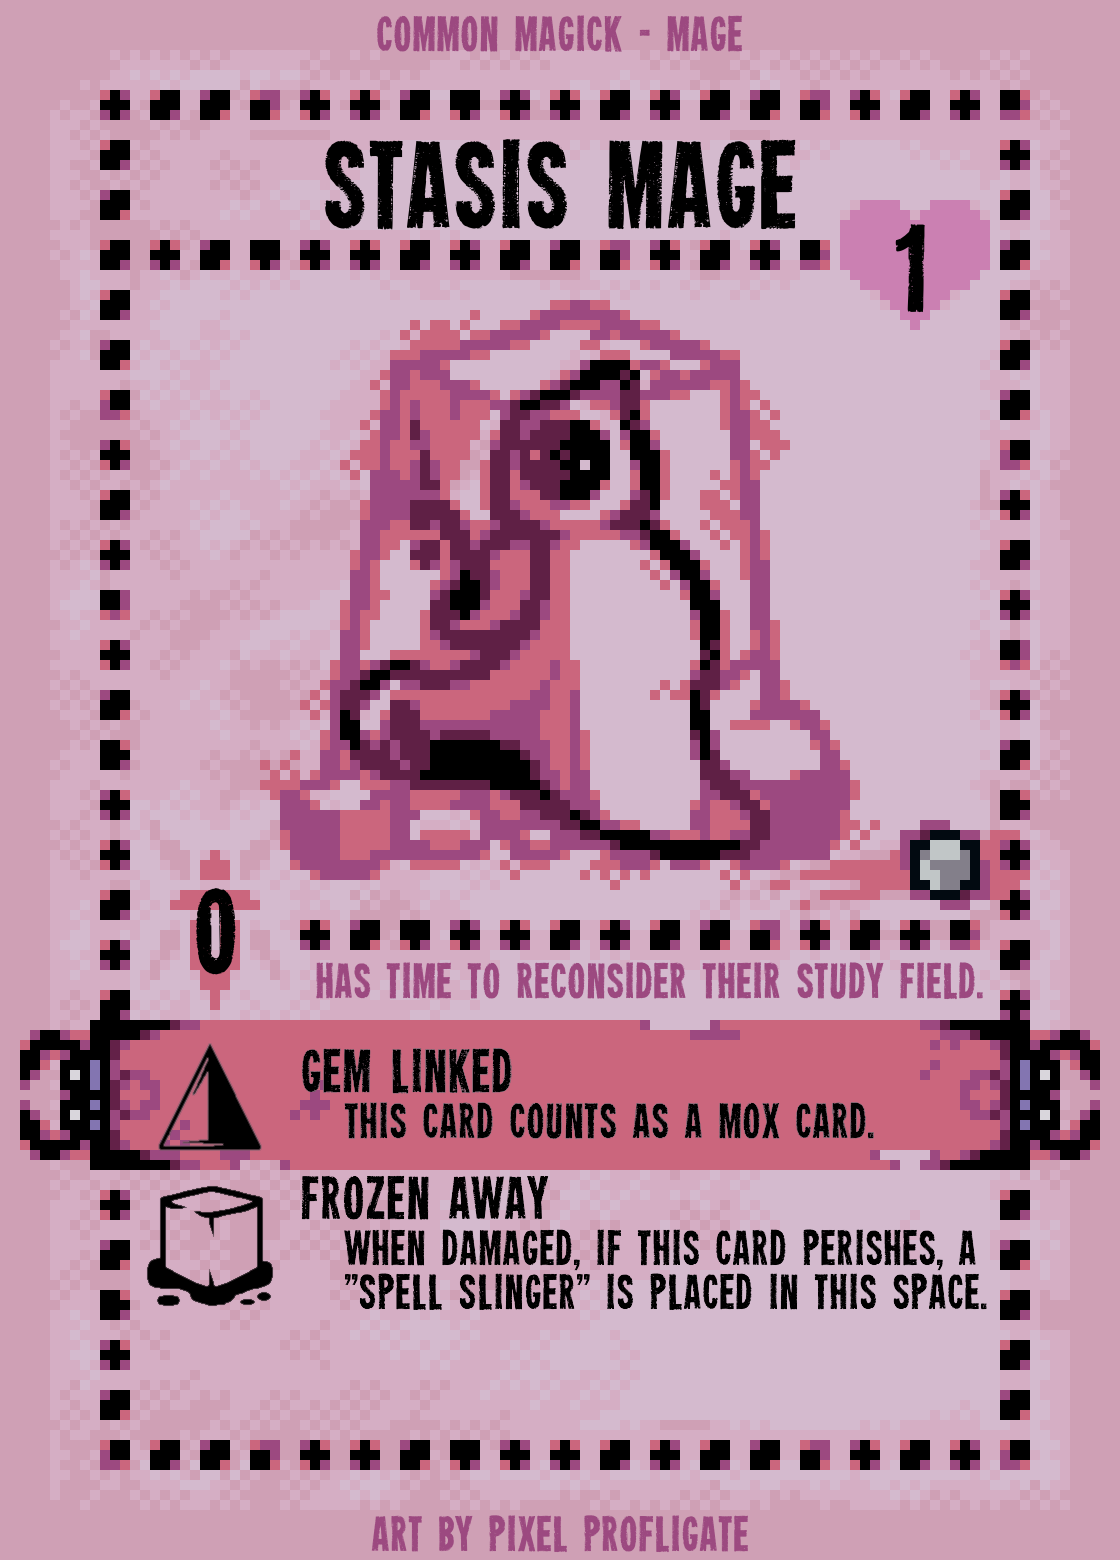 COMMON MAGICK - MAGE
STASIS MAGE
1
0
HAS TIME TO RECONSIDER THEIR STUDY FIELD.
GEM LINKED
THIS CARD COUNTS AS A MOX CARD.
FROZEN AWAY
WHEN DAMAGED, IF THIS CARD PERISHES, A
"SPELL SLINGER" IS PLACED IN THIS SPACE.
ART BY PIXEL PROFLIGATE